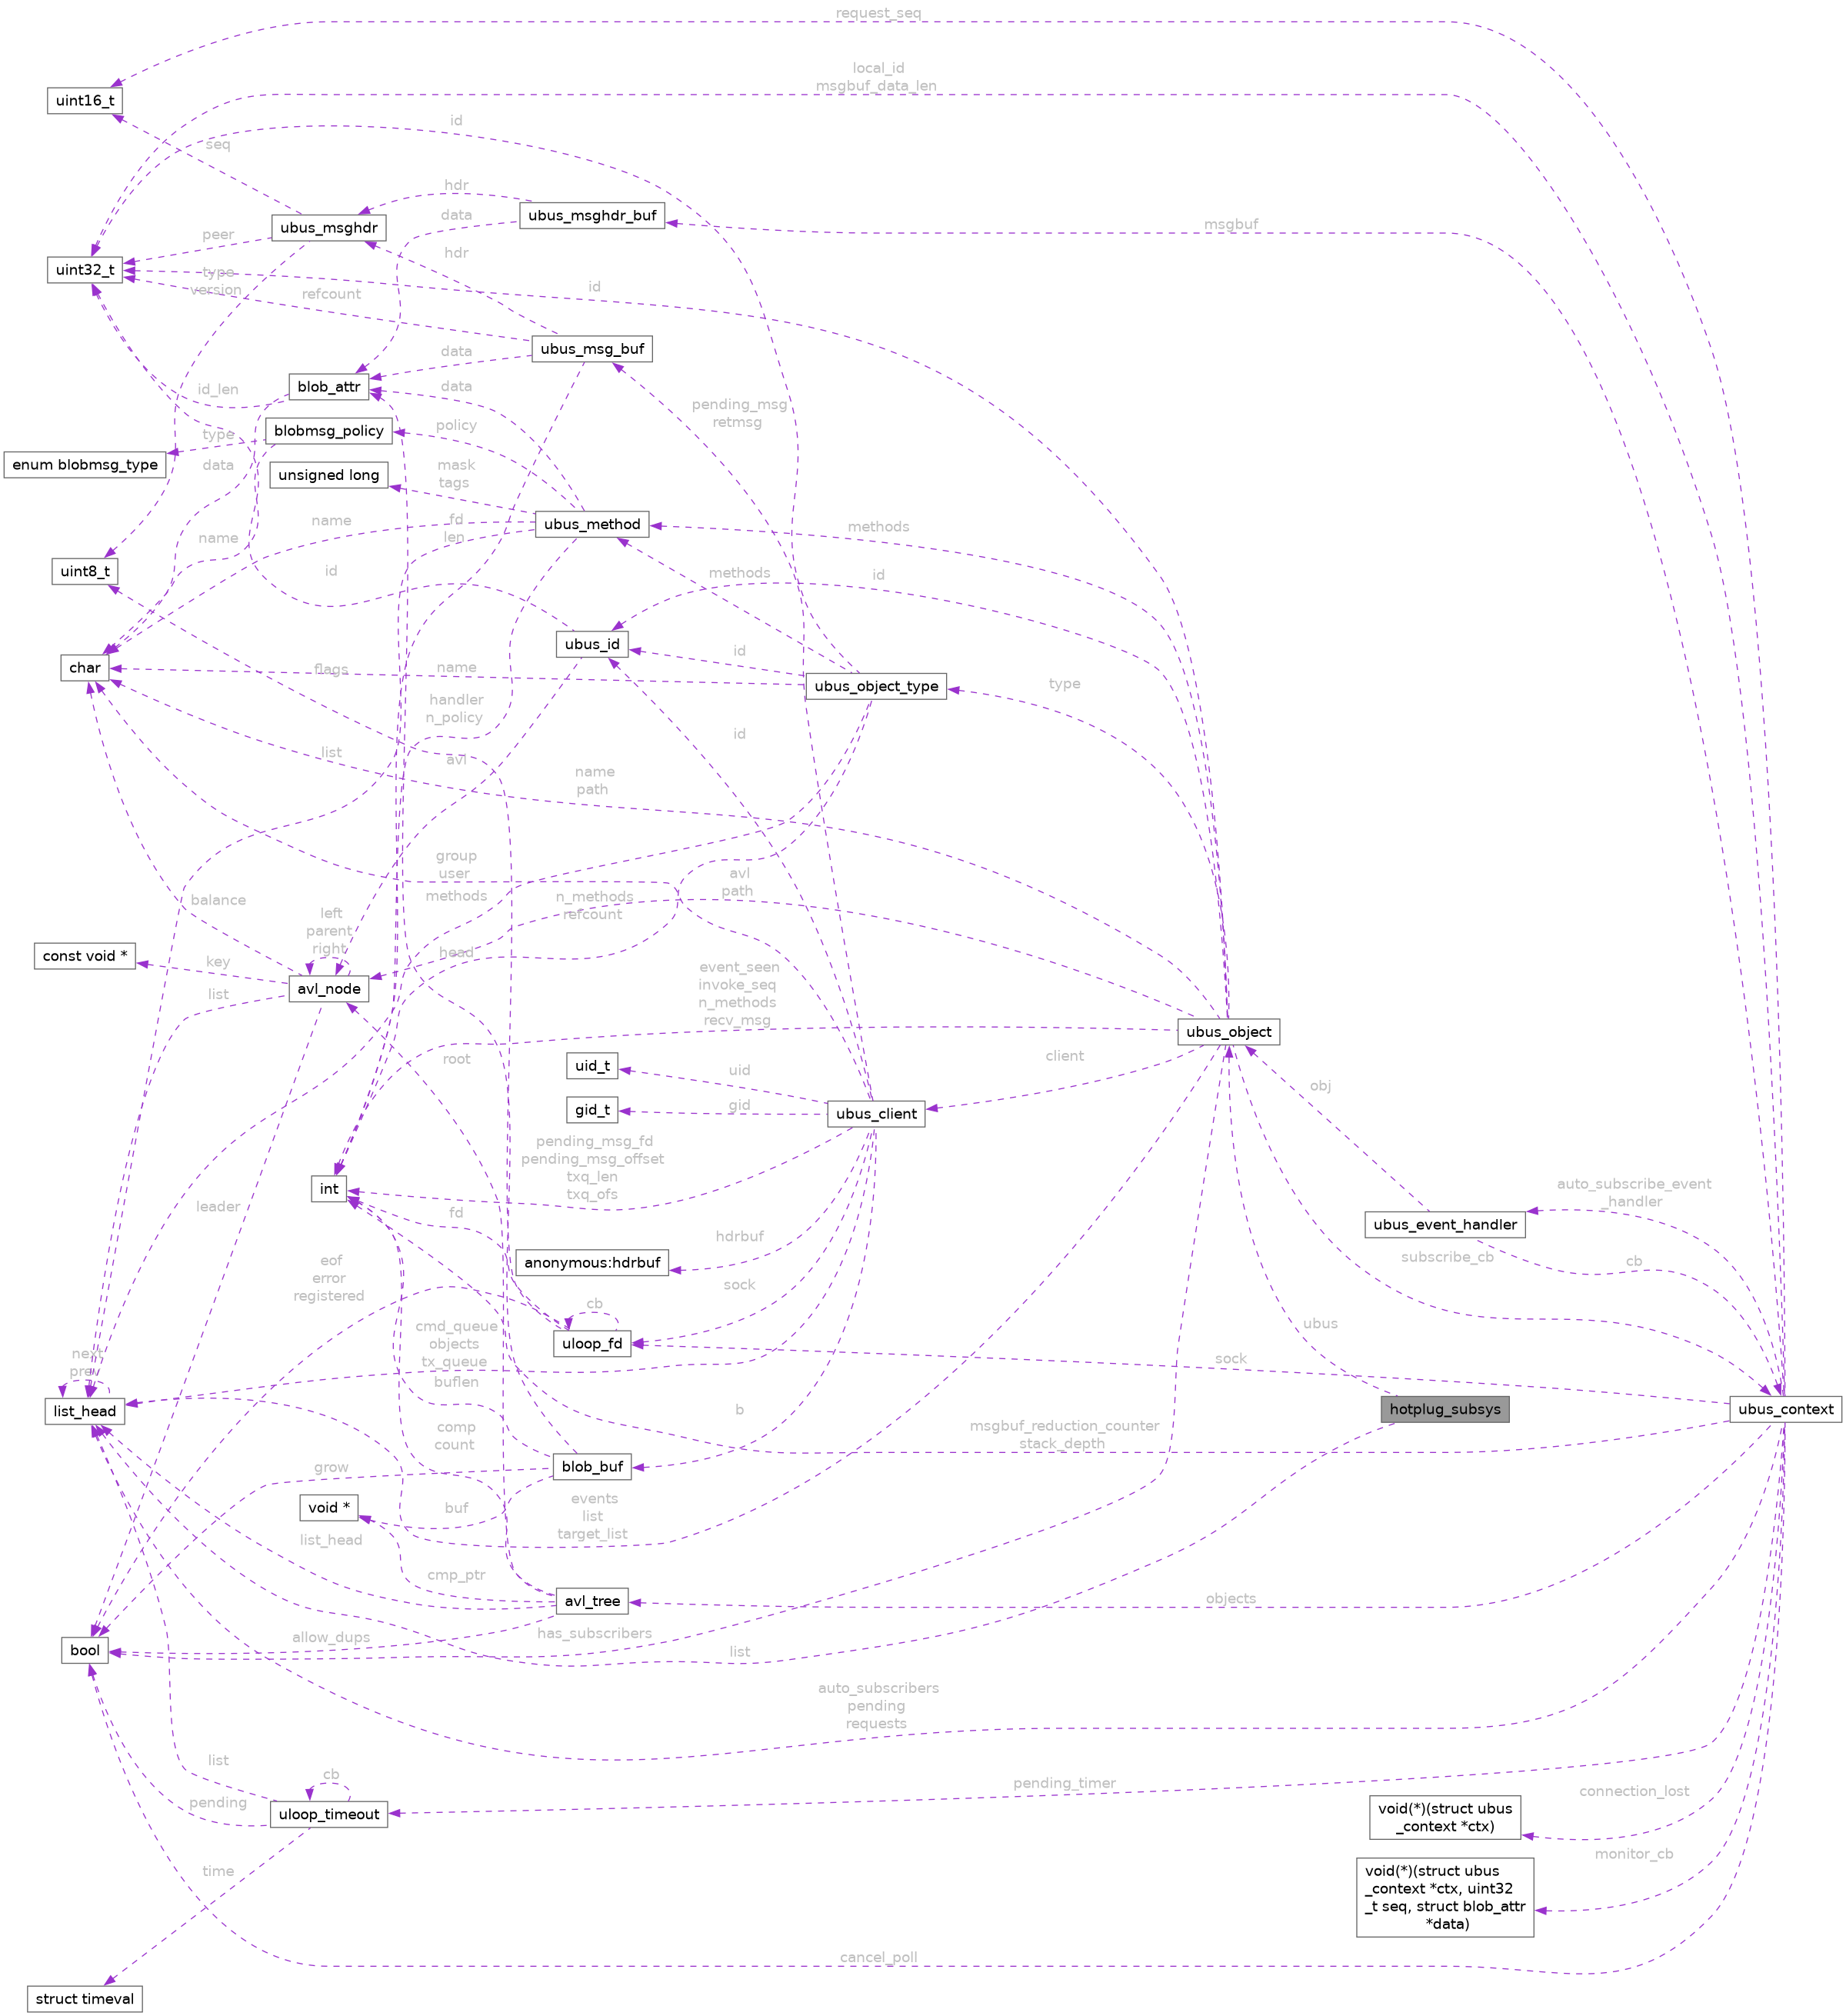 request_seq
local_id
msgbuf_data_len
uint16_t
id
seq
hdr
ubus_msghdr_buf
data
msgbuf
ubus_msghdr
peer
hdr
uint32_t
type
version
refcount
id
ubus_msg_buf
data
blob_attr
id_len
data
pending_msg
retmsg
blobmsg_policy
policy
type
enum blobmsg_type
data
unsigned long
mask
tags
name
fd
len
ubus_method
methods
name
uint8_t
id
methods
id
ubus_id
char
flags
name
id
ubus_object_type
type
handler
n_policy
id
list
avl
name
path
group
user
avl
path
balance
methods
n_methods
refcount
left
parent
right
const void *
key
head
avl_node
list
event_seen
invoke_seq
n_methods
recv_msg
ubus_object
root
uid_t
uid
client
obj
gid_t
gid
ubus_client
pending_msg_fd
pending_msg_offset
txq_len
txq_ofs
int
leader
fd
auto_subscribe_event
_handler
ubus_event_handler
hdrbuf
anonymous:hdrbuf
eof
error
registered
sock
subscribe_cb
cb
cb
uloop_fd
ubus
cmd_queue
objects
tx_queue
buflen
next
prev
sock
list_head
hotplug_subsys
ubus_context
b
comp
count
msgbuf_reduction_counter
stack_depth
grow
blob_buf
void *
buf
events
list
target_list
list_head
cmp_ptr
avl_tree
objects
bool
allow_dups
has_subscribers
list
auto_subscribers
pending
requests
list
cb
pending
uloop_timeout
pending_timer
connection_lost
void(*)(struct ubus
_context *ctx)
time
monitor_cb
void(*)(struct ubus
_context *ctx, uint32
_t seq, struct blob_attr
*data)
cancel_poll
struct timeval